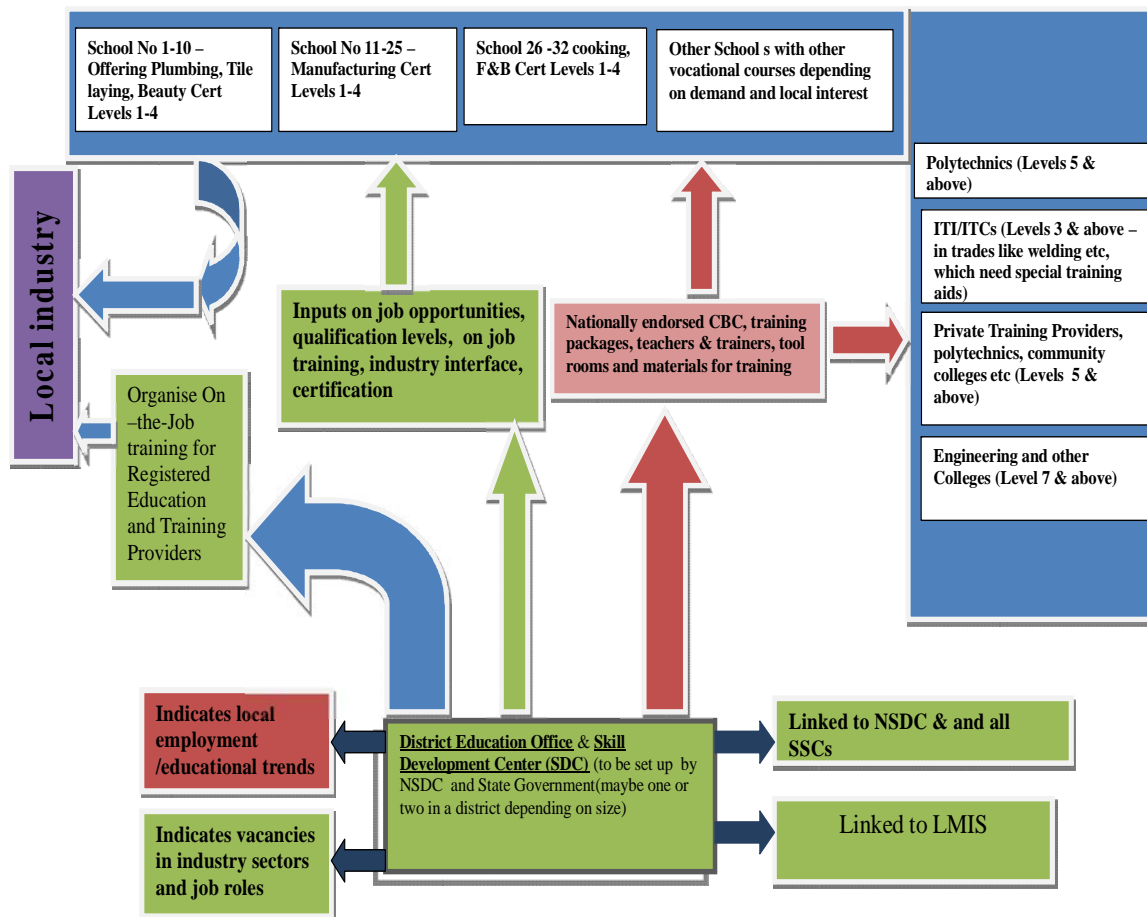 School No 1-10 –
Offering Plumbing, Tile
laying, Beauty Cert
Levels 1-4
School No 11-25 –
Manufacturing Cert
Levels 1-4
School 26 -32 cooking,
F&B Cert Levels 1-4
Other School s with other
vocational courses depending
on demand and local interest
Polytechnics (Levels 5 &
above)
ITI/ITCs (Levels 3 & above –
in trades like welding etc,
which need special training
aids)
Private Training Providers,
polytechnics, community
colleges etc (Levels 5 &
above)
Engineering and other
Colleges (Level 7 & above)
Local industry
Inputs on job opportunities,
qualification levels, on job
training, industry interface,
certification
Nationally endorsed CBC, training
packages, teachers & trainers, tool
rooms and materials for training
Organise On
–the-Job
training for
Registered
Education
and Training
Providers
Indicates local
employment
/educational trends
Indicates vacancies
in industry sectors
and job roles
District Education Office & Skill
Development Center (SDC) (to be set up by
NSDC and State Government(maybe one or
two in a district depending on size)
Linked to NSDC & and all
SSCs
Linked to LMIS